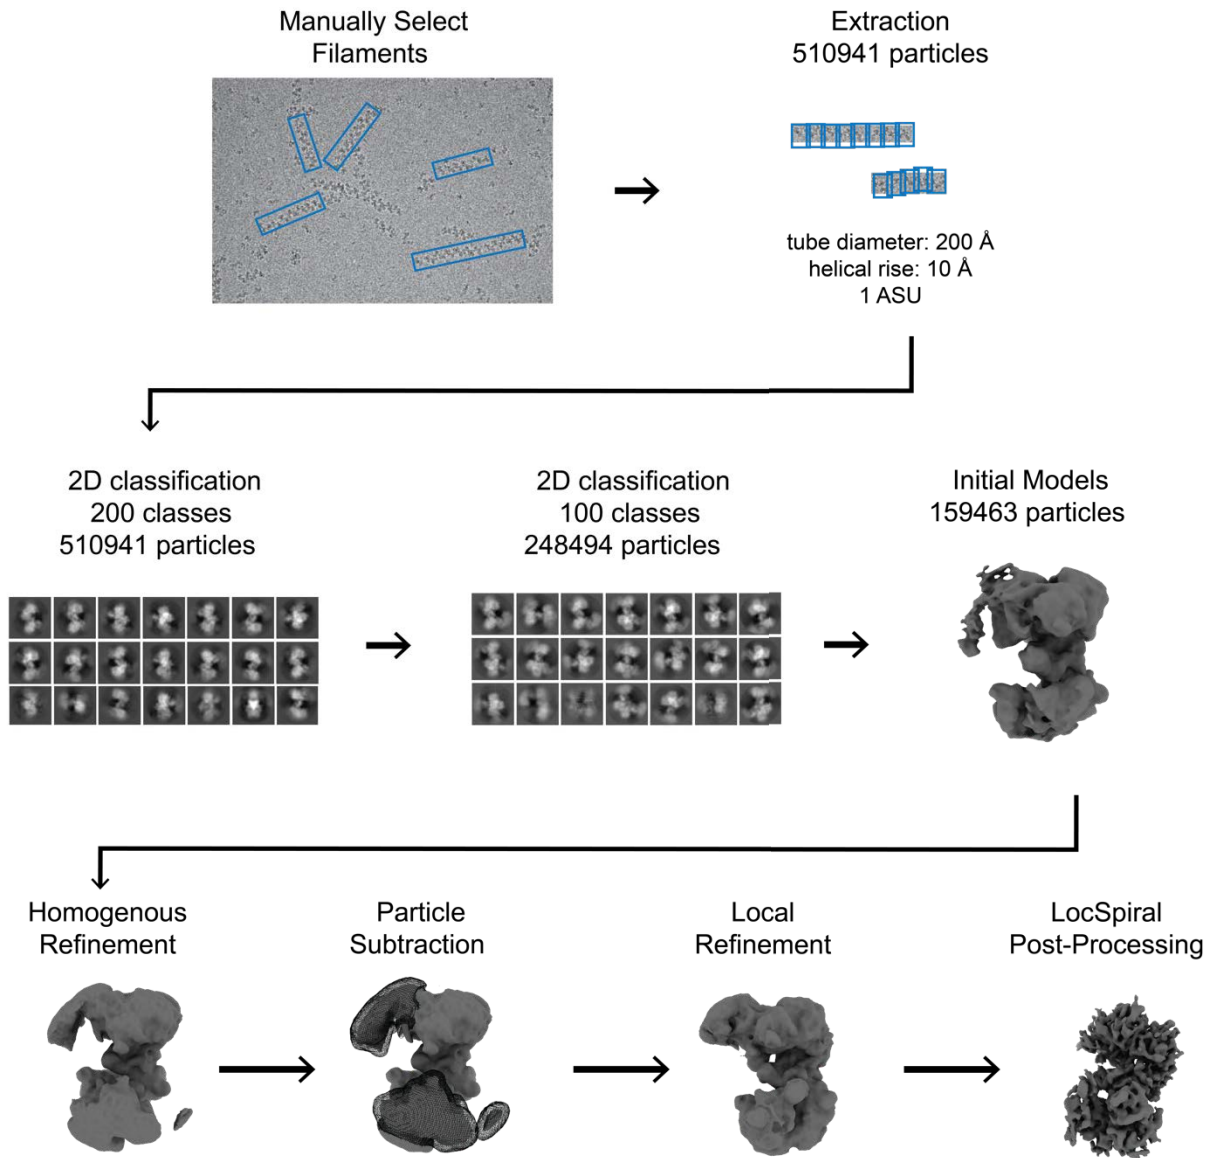 Manually Select
Filaments
Extraction
510941 particles
tube diameter: 200 Å
helical rise: 10 Å
1 ASU
2D classification
200 classes
510941 particles
2D classification
100 classes
248494 particles
Initial Models
159463 particles
Homogenous
Refinement
Particle
Subtraction
Local
Refinement
LocSpiral
Post-Processing